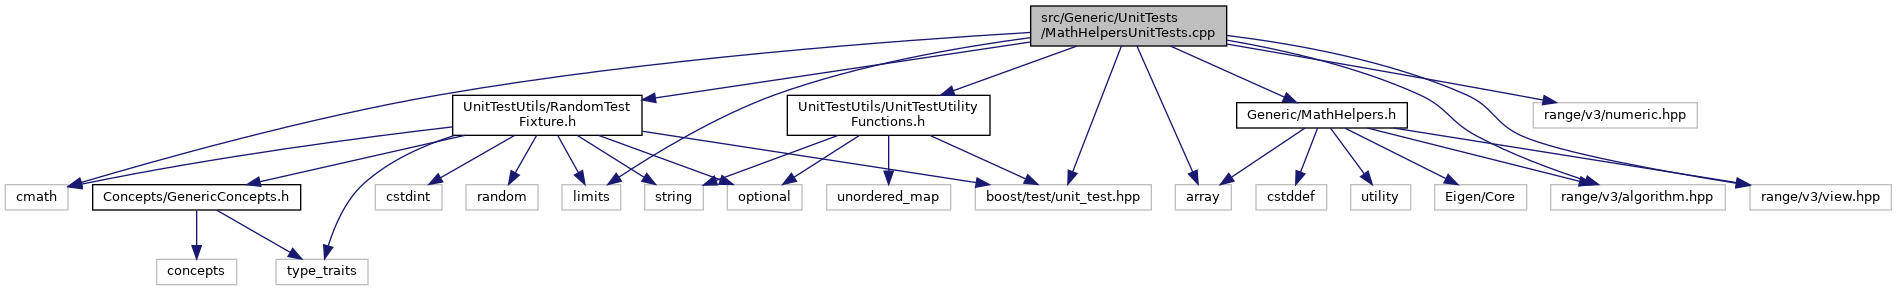 src/Generic/UnitTests
/MathHelpersUnitTests.cpp
UnitTestUtils/RandomTest
Fixture.h
UnitTestUtils/UnitTestUtility
Functions.h
Generic/MathHelpers.h
range/v3/numeric.hpp
cmath
Concepts/GenericConcepts.h
cstdint
random
limits
string
optional
unordered_map
boost/test/unit_test.hpp
array
cstddef
utility
Eigen/Core
range/v3/algorithm.hpp
range/v3/view.hpp
concepts
type_traits